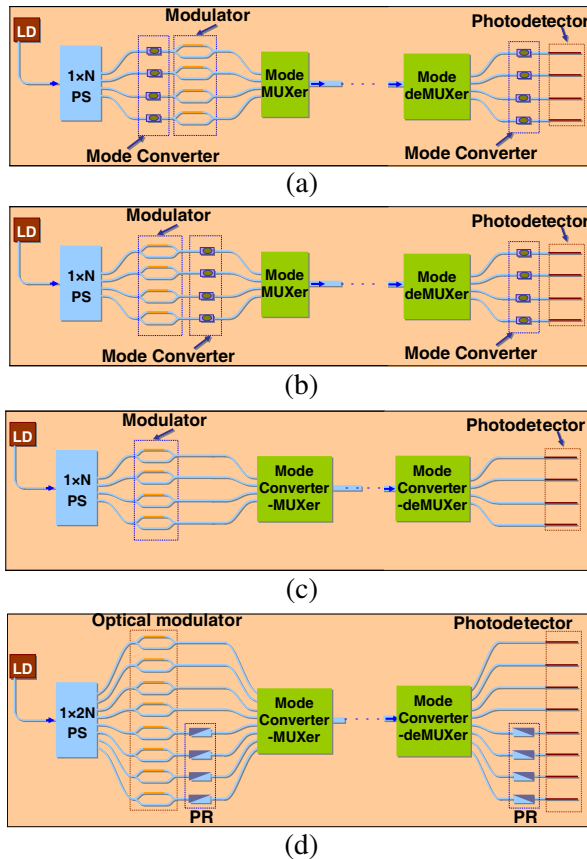 Modulator
Photodetector
LD
1×N
PS
Mode
MUXer
Mode
deMUXer
Mode Converter
Mode Converter
(a)
Modulator
Photodetector
LD
1×N
PS
Mode
MUXer
Mode
deMUXer
Mode Converter
Mode Converter
(b)
Modulator
Photodetector
LD
1×N
PS
Mode
Converter
-MUXer
Mode
Converter
-deMUXer
(c)
Optical modulator
Photodetector
LD
1×2N
PS
Mode
Converter
-MUXer
Mode
Converter
-deMUXer
PR
PR
(d)